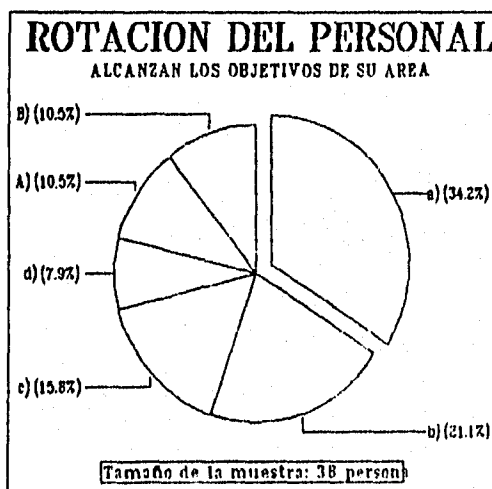 ROTACION DEL PERSONAL
ALCANZAN LOS OBJETIVOS DE SU AREA
B) (10.5%)
A) (10.5%)
a) (34.2%)
d) (7.9%)
c) (15.8%)
b) (21.1%)
Tamaño de la muestra: 38 persona